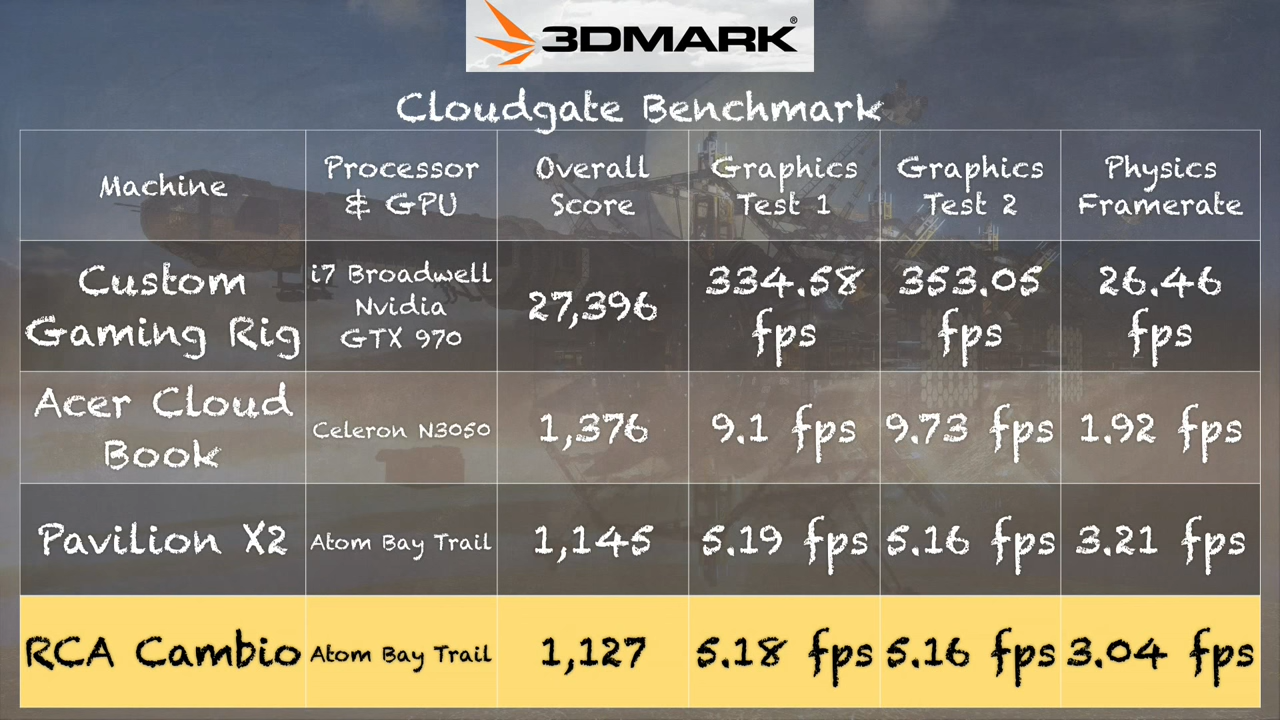 3DMARK®
Cloudgate Benchmark
Machine
Processor
& GPU
Overall
Score
Graphics
Test 1
Graphics
Test 2
Physics
Framerate
Custom
Gaming Rig
i7 Broadwell
Nvidia
GTX 970
27,396
334.58
fps
353.05
fps
26.46
fps
Acer Cloud
Book
Celeron N3050
1,376
9.1 fps
9.73 fps
1.92 fps
Pavilion X2
Atom Bay Trail
1,145
5.19 fps
5.16 fps
3.21 fps
RCA Cambio
Atom Bay Trail
1,127
5.18 fps
5.16 fps
3.04 fps